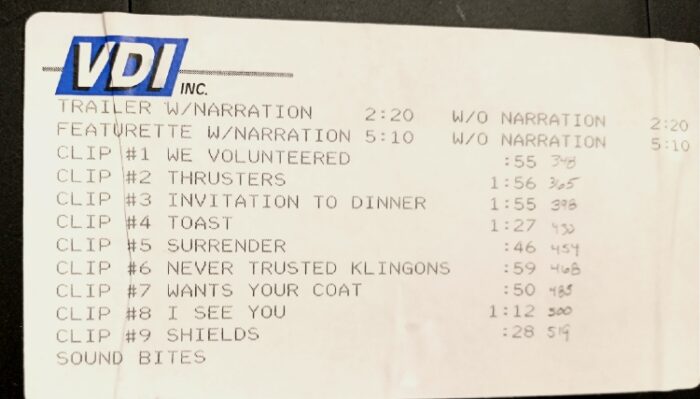 VDI INC.
TRAILER W/NARRATION 2:20 W/O NARRATION 2:20
FEATURETTE W/NARRATION 5:10 W/O NARRATION 5:10
CLIP #1 WE VOLUNTEERED :55 348
CLIP #2 THRUSTERS 1:56 365
CLIP #3 INVITATION TO DINNER 1:55 398
CLIP #4 TOAST 1:27 430
CLIP #5 SURRENDER :46 454
CLIP #6 NEVER TRUSTED KLINGONS :59 468
CLIP #7 WANTS YOUR COAT :50 485
CLIP #8 I SEE YOU 1:12 500
CLIP #9 SHIELDS :28 519
SOUND BITES